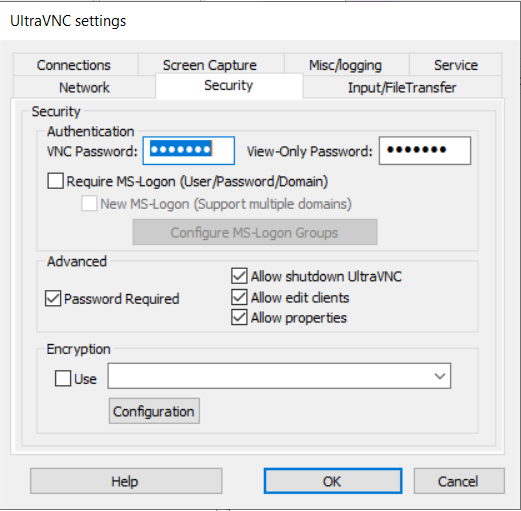 UltraVNC settings
Connections Screen Capture Misc/logging Service
Network Security Input/FileTransfer
Security
Authentication
VNC Password: ●●●●●●● View-Only Password: ●●●●●●●
Require MS-Logon (User/Password/Domain)
New MS-Logon (Support multiple domains)
Configure MS-Logon Groups
Advanced
Allow shutdown UltraVNC
Password Required Allow edit clients
Allow properties
Encryption
Use
Configuration
Help OK Cancel